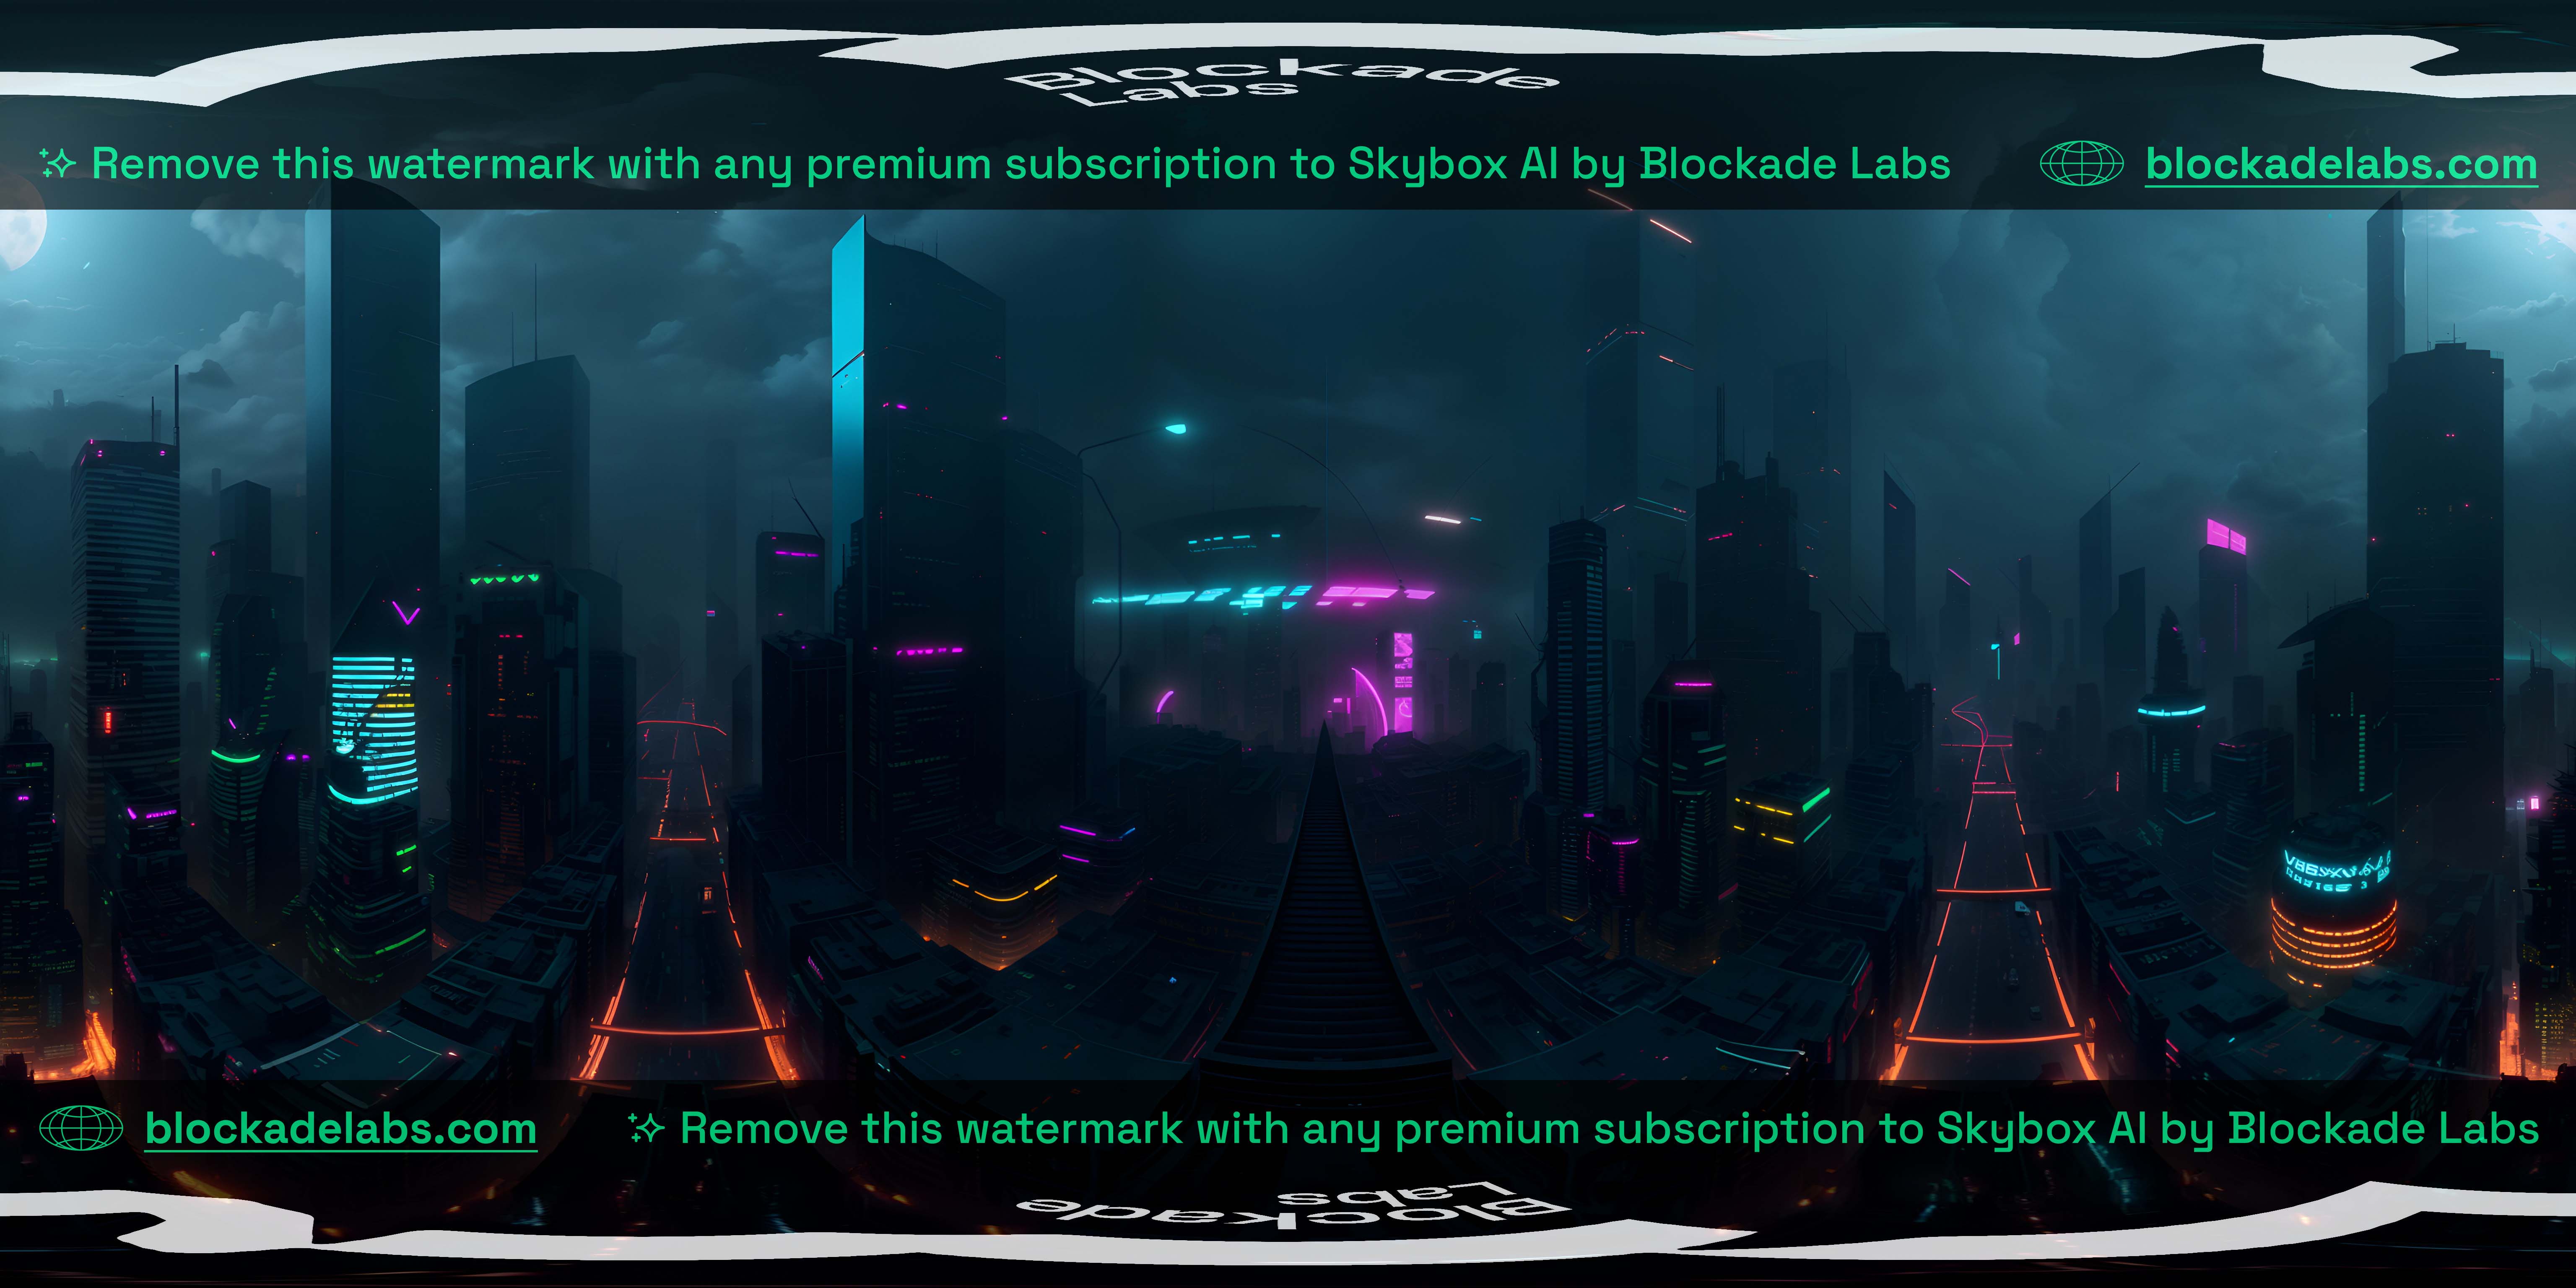 Blockade
Labs
Remove this watermark with any premium subscription to Skybox AI by Blockade Labs
blockadelabs.com
blockadelabs.com
Remove this watermark with any premium subscription to Skybox AI by Blockade Labs
Labs
Blockade